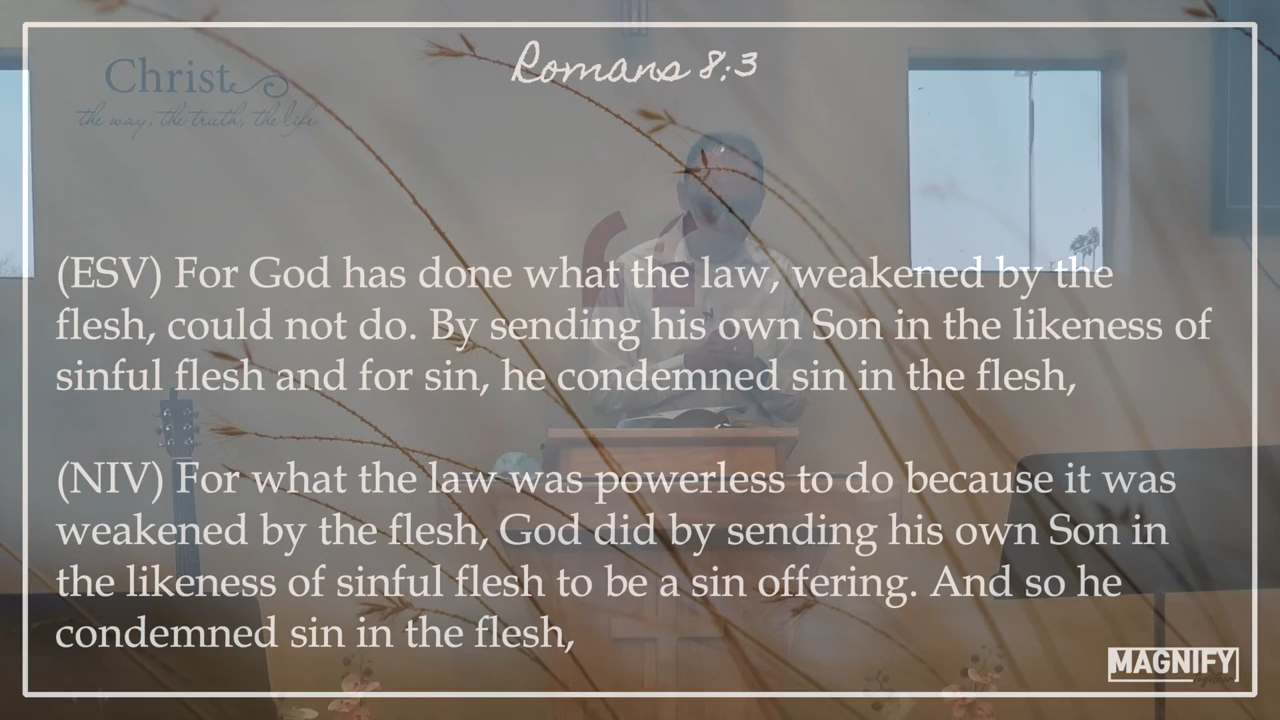 Romans 8:3
Christ
the way, the truth, the life
(ESV) For God has done what the law, weakened by the
flesh, could not do. By sending his own Son in the likeness of
sinful flesh and for sin, he condemned sin in the flesh,
(NIV) For what the law was powerless to do because it was
weakened by the flesh, God did by sending his own Son in
the likeness of sinful flesh to be a sin offering. And so he
condemned sin in the flesh,
MAGNIFY
together